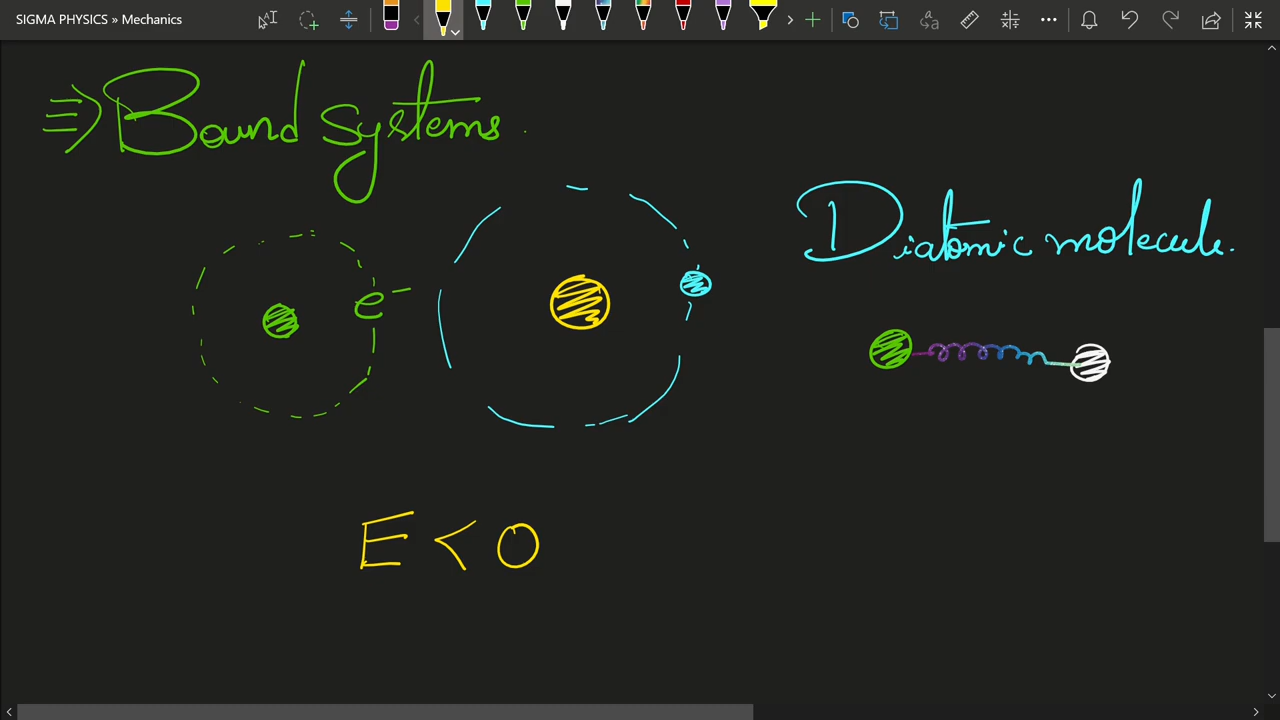 SIGMA PHYSICS » Mechanics
⇒ Bound systems.
Diatomic molecule.
e⁻
E < 0